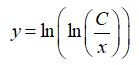 y = ln(ln(C/x))